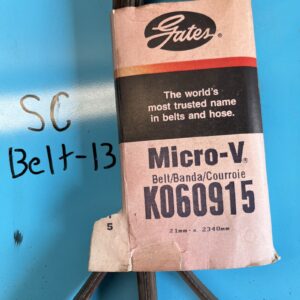 Gates®
The world's
most trusted name
in belts and hose.
SC
Belt-13
Micro-V®
Belt/Banda/Courroie
K060915
21mm. x 2340mm
5